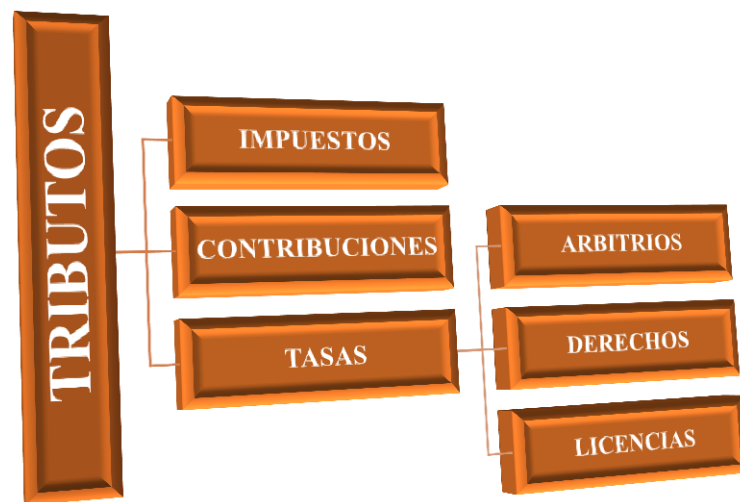 TRIBUTOS
IMPUESTOS
CONTRIBUCIONES
TASAS
ARBITRIOS
DERECHOS
LICENCIAS